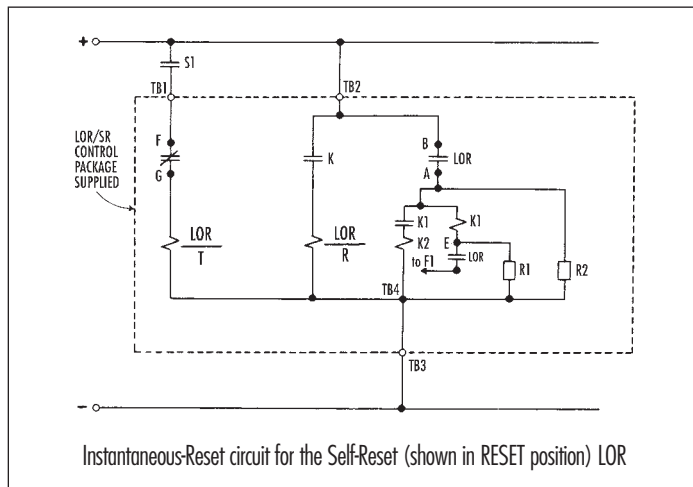 +
S1
TB1
TB2
LOR/SR
CONTROL
PACKAGE
SUPPLIED
F
G
K
B
LOR
A
K1
K1
K2
E
LOR
to F1
R1
R2
LOR
T
LOR
R
TB4
TB3
-
Instantaneous-Reset circuit for the Self-Reset (shown in RESET position) LOR